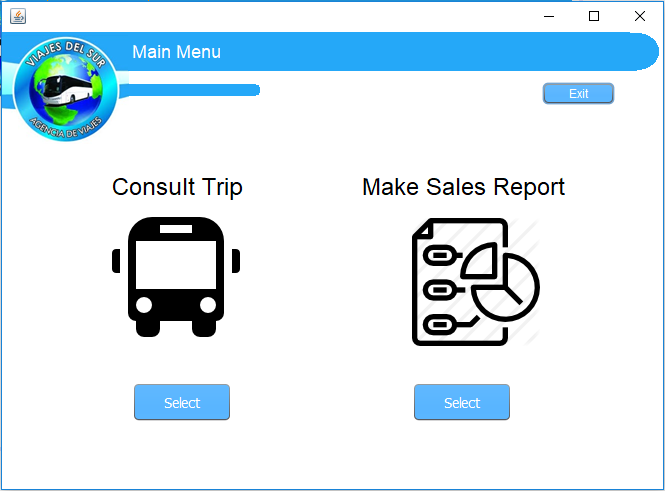 VIAJES DEL SUR
AGENCIA DE VIAJES
Main Menu
Exit
Consult Trip
Make Sales Report
Select
Select